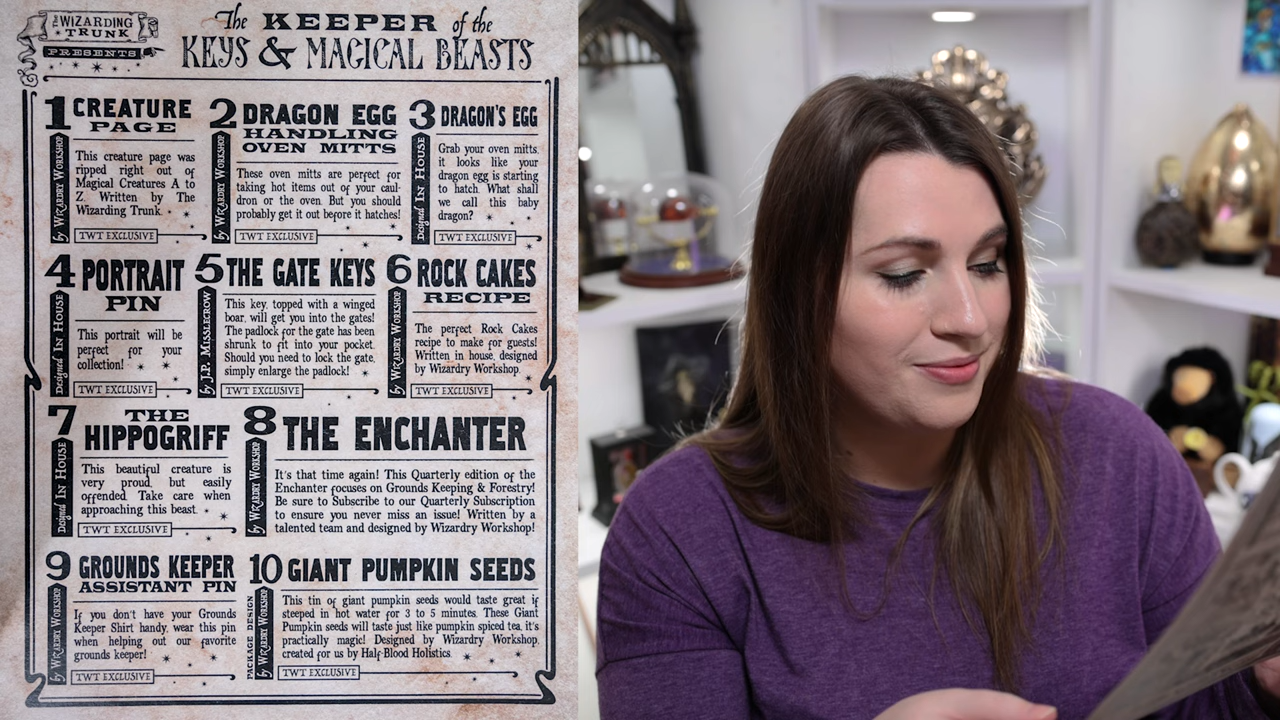 THE WIZARDING
TRUNK
PRESENTS
The KEEPER of the
KEYS & MAGICAL BEASTS
1 CREATURE
PAGE
by WIZARDRY WORKSHOP
This creature page was
ripped right out of
Magical Creatures A to
Z. Written by The
Wizarding Trunk.
TWT EXCLUSIVE
2 DRAGON EGG
HANDLING
OVEN MITTS
by WIZARDRY WORKSHOP
These oven mitts are perfect for
taking hot items out of your caul-
dron or the oven. But you should
probably get it out before it hatches!
TWT EXCLUSIVE
3 DRAGON'S EGG
Designed IN HOUSE
Grab your oven mitts,
it looks like your
dragon egg is starting
to hatch. What shall
we call this baby
dragon?
TWT EXCLUSIVE
4 PORTRAIT
PIN
Designed IN HOUSE
This portrait will be
perfect for your
collection!
TWT EXCLUSIVE
5 THE GATE KEYS
by J.P. MISSLECROW
This key, topped with a winged
boar, will get you into the gates!
The padlock for the gate has been
shrunk to fit into your pocket.
Should you need to lock the gate,
simply enlarge the padlock!
TWT EXCLUSIVE
6 ROCK CAKES
RECIPE
by WIZARDRY WORKSHOP
The perfect Rock Cakes
recipe to make for guests!
Written in house, designed
by Wizardry Workshop.
TWT EXCLUSIVE
7 THE
HIPPOGRIFF
Designed IN HOUSE
This beautiful creature is
very proud, but easily
offended. Take care when
approaching this beast.
TWT EXCLUSIVE
8 THE ENCHANTER
by WIZARDRY WORKSHOP
It's that time again! This Quarterly edition of the
Enchanter focuses on Grounds Keeping & Forestry!
Be sure to Subscribe to our Quarterly Subscription
to ensure you never miss an issue! Written by a
talented team and designed by Wizardry Workshop!
9 GROUNDS KEEPER
ASSISTANT PIN
by WIZARDRY WORKSHOP
If you don't have your Grounds
Keeper Shirt handy, wear this pin
when helping out our favorite
grounds keeper!
TWT EXCLUSIVE
10 GIANT PUMPKIN SEEDS
PACKAGE DESIGN
by WIZARDRY WORKSHOP
This tin of giant pumpkin seeds would taste great if
steeped in hot water for 3 to 5 minutes. These Giant
Pumpkin seeds will taste just like pumpkin spiced tea, it's
practically magic! Designed by Wizardry Workshop,
created for us by Half-Blood Holistics.
TWT EXCLUSIVE